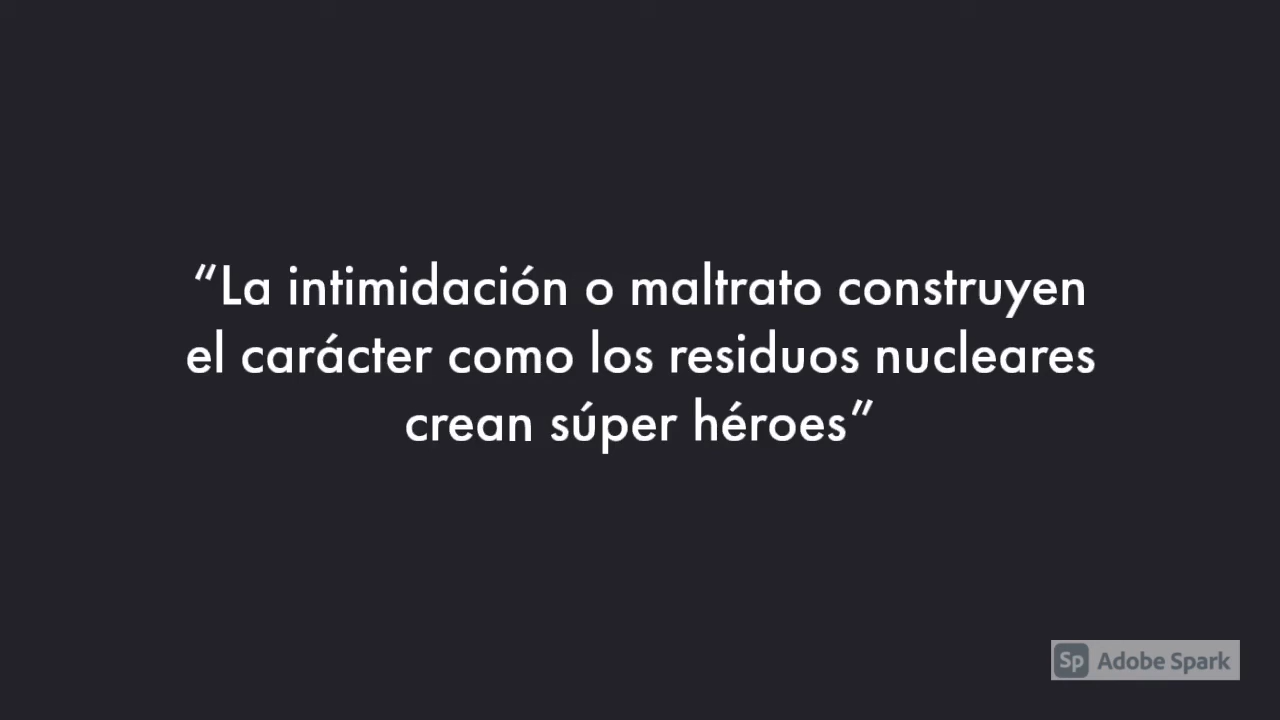 “La intimidación o maltrato construyen
el carácter como los residuos nucleares
crean súper héroes”
Sp Adobe Spark